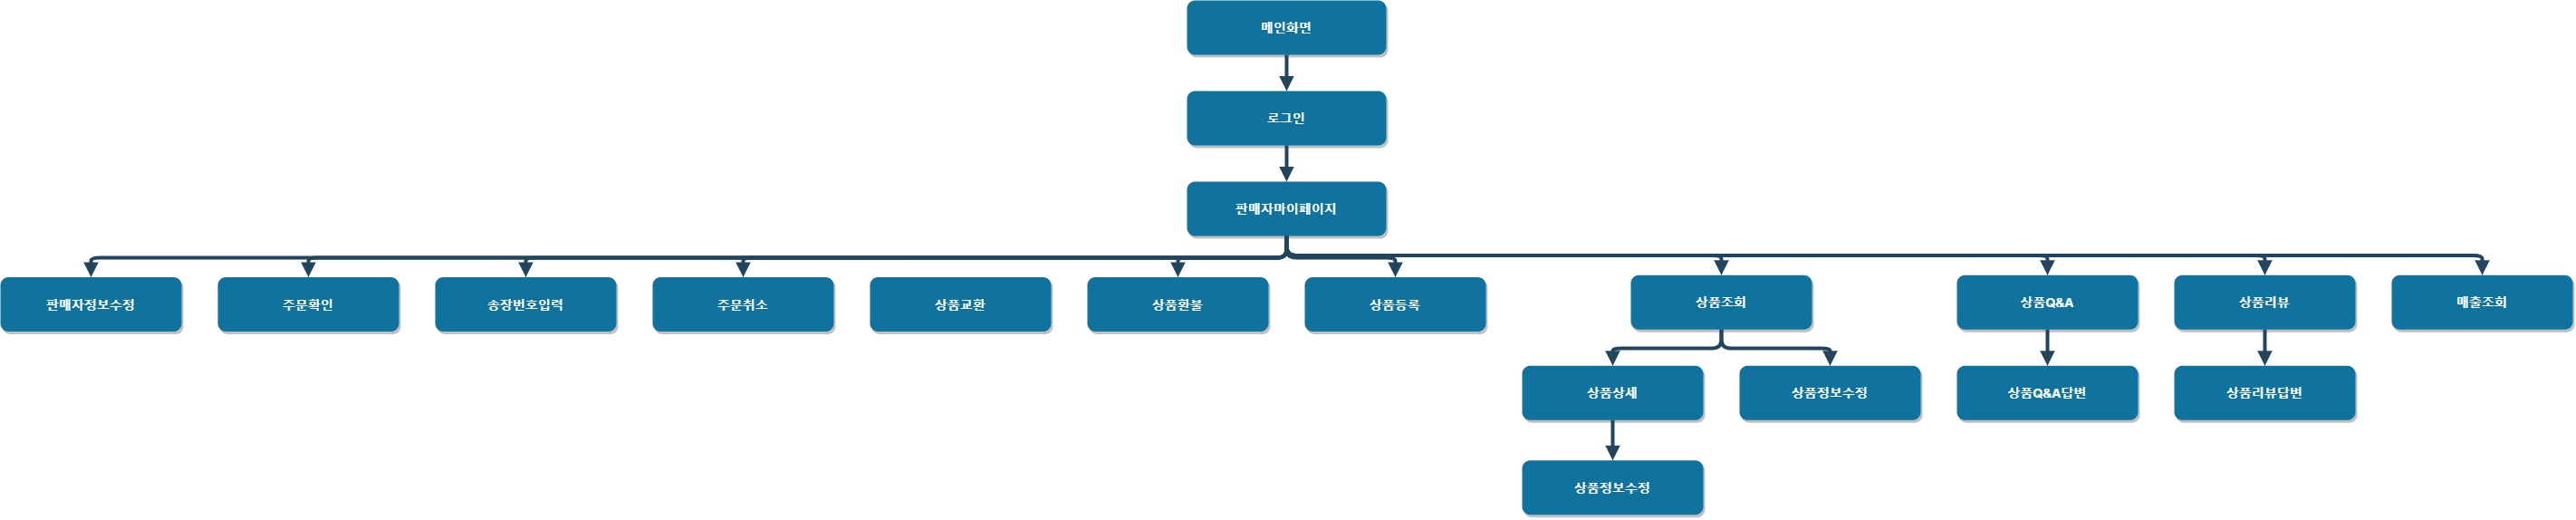 메인화면
로그인
판매자마이페이지
판매자정보수정
주문확인
송장번호입력
주문취소
상품교환
상품환불
상품등록
상품조회
상품Q&A
상품리뷰
매출조회
상품상세
상품정보수정
상품Q&A답변
상품리뷰답변
상품정보수정